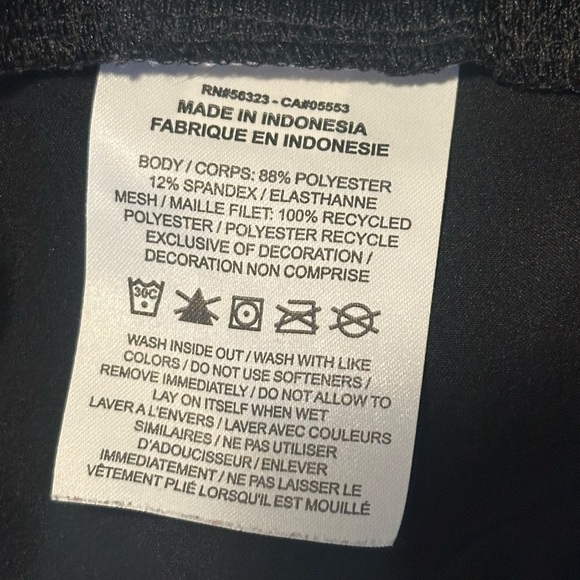 RN#56323 - CA#05553
MADE IN INDONESIA
FABRIQUE EN INDONESIE
BODY / CORPS: 88% POLYESTER
12% SPANDEX / ELASTHANNE
MESH / MAILLE FILET: 100% RECYCLED
POLYESTER / POLYESTER RECYCLE
EXCLUSIVE OF DECORATION /
DECORATION NON COMPRISE
30C
WASH INSIDE OUT / WASH WITH LIKE
COLORS / DO NOT USE SOFTENERS /
REMOVE IMMEDIATELY / DO NOT ALLOW TO
LAY ON ITSELF WHEN WET
LAVER A L'ENVERS / LAVER AVEC COULEURS
SIMILAIRES / NE PAS UTILISER
D'ADOUCISSEUR / ENLEVER
IMMEDIATEMENT / NE PAS LAISSER LE
VÊTEMENT PLIÉ LORSQU'IL EST MOUILLÉ